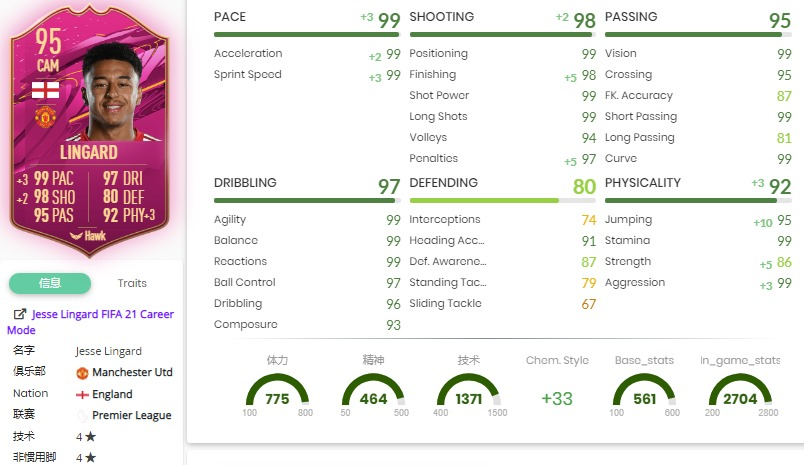 95
CAM
LINGARD
+3 99 PAC 97 DRI
+2 98 SHO 80 DEF
95 PAS 92 PHY+3
Hawk
信息 Traits
Jesse Lingard FIFA 21 Career
Mode
名字 Jesse Lingard
俱乐部 Manchester Utd
Nation England
联赛 Premier League
技术 4★
非惯用脚 4★
PACE +3 99
Acceleration +2 99
Sprint Speed +3 99
SHOOTING +2 98
Positioning 99
Finishing +5 98
Shot Power 99
Long Shots 99
Volleys 94
Penalties +5 97
PASSING 95
Vision 99
Crossing 95
FK. Accuracy 87
Short Passing 99
Long Passing 81
Curve 99
DRIBBLING 97
Agility 99
Balance 99
Reactions 99
Ball Control 97
Dribbling 96
Composure 93
DEFENDING 80
Interceptions 74
Heading Acc... 91
Def. Awarene... 87
Standing Tac... 79
Sliding Tackle 67
PHYSICALITY +3 92
Jumping +10 95
Stamina 99
Strength +5 86
Aggression +3 99
体力 精神 技术 Chem. Style Base_stats In_game_stats
775 464 1371 +33 561 2704
100 800 50 500 400 1500 100 600 200 2800